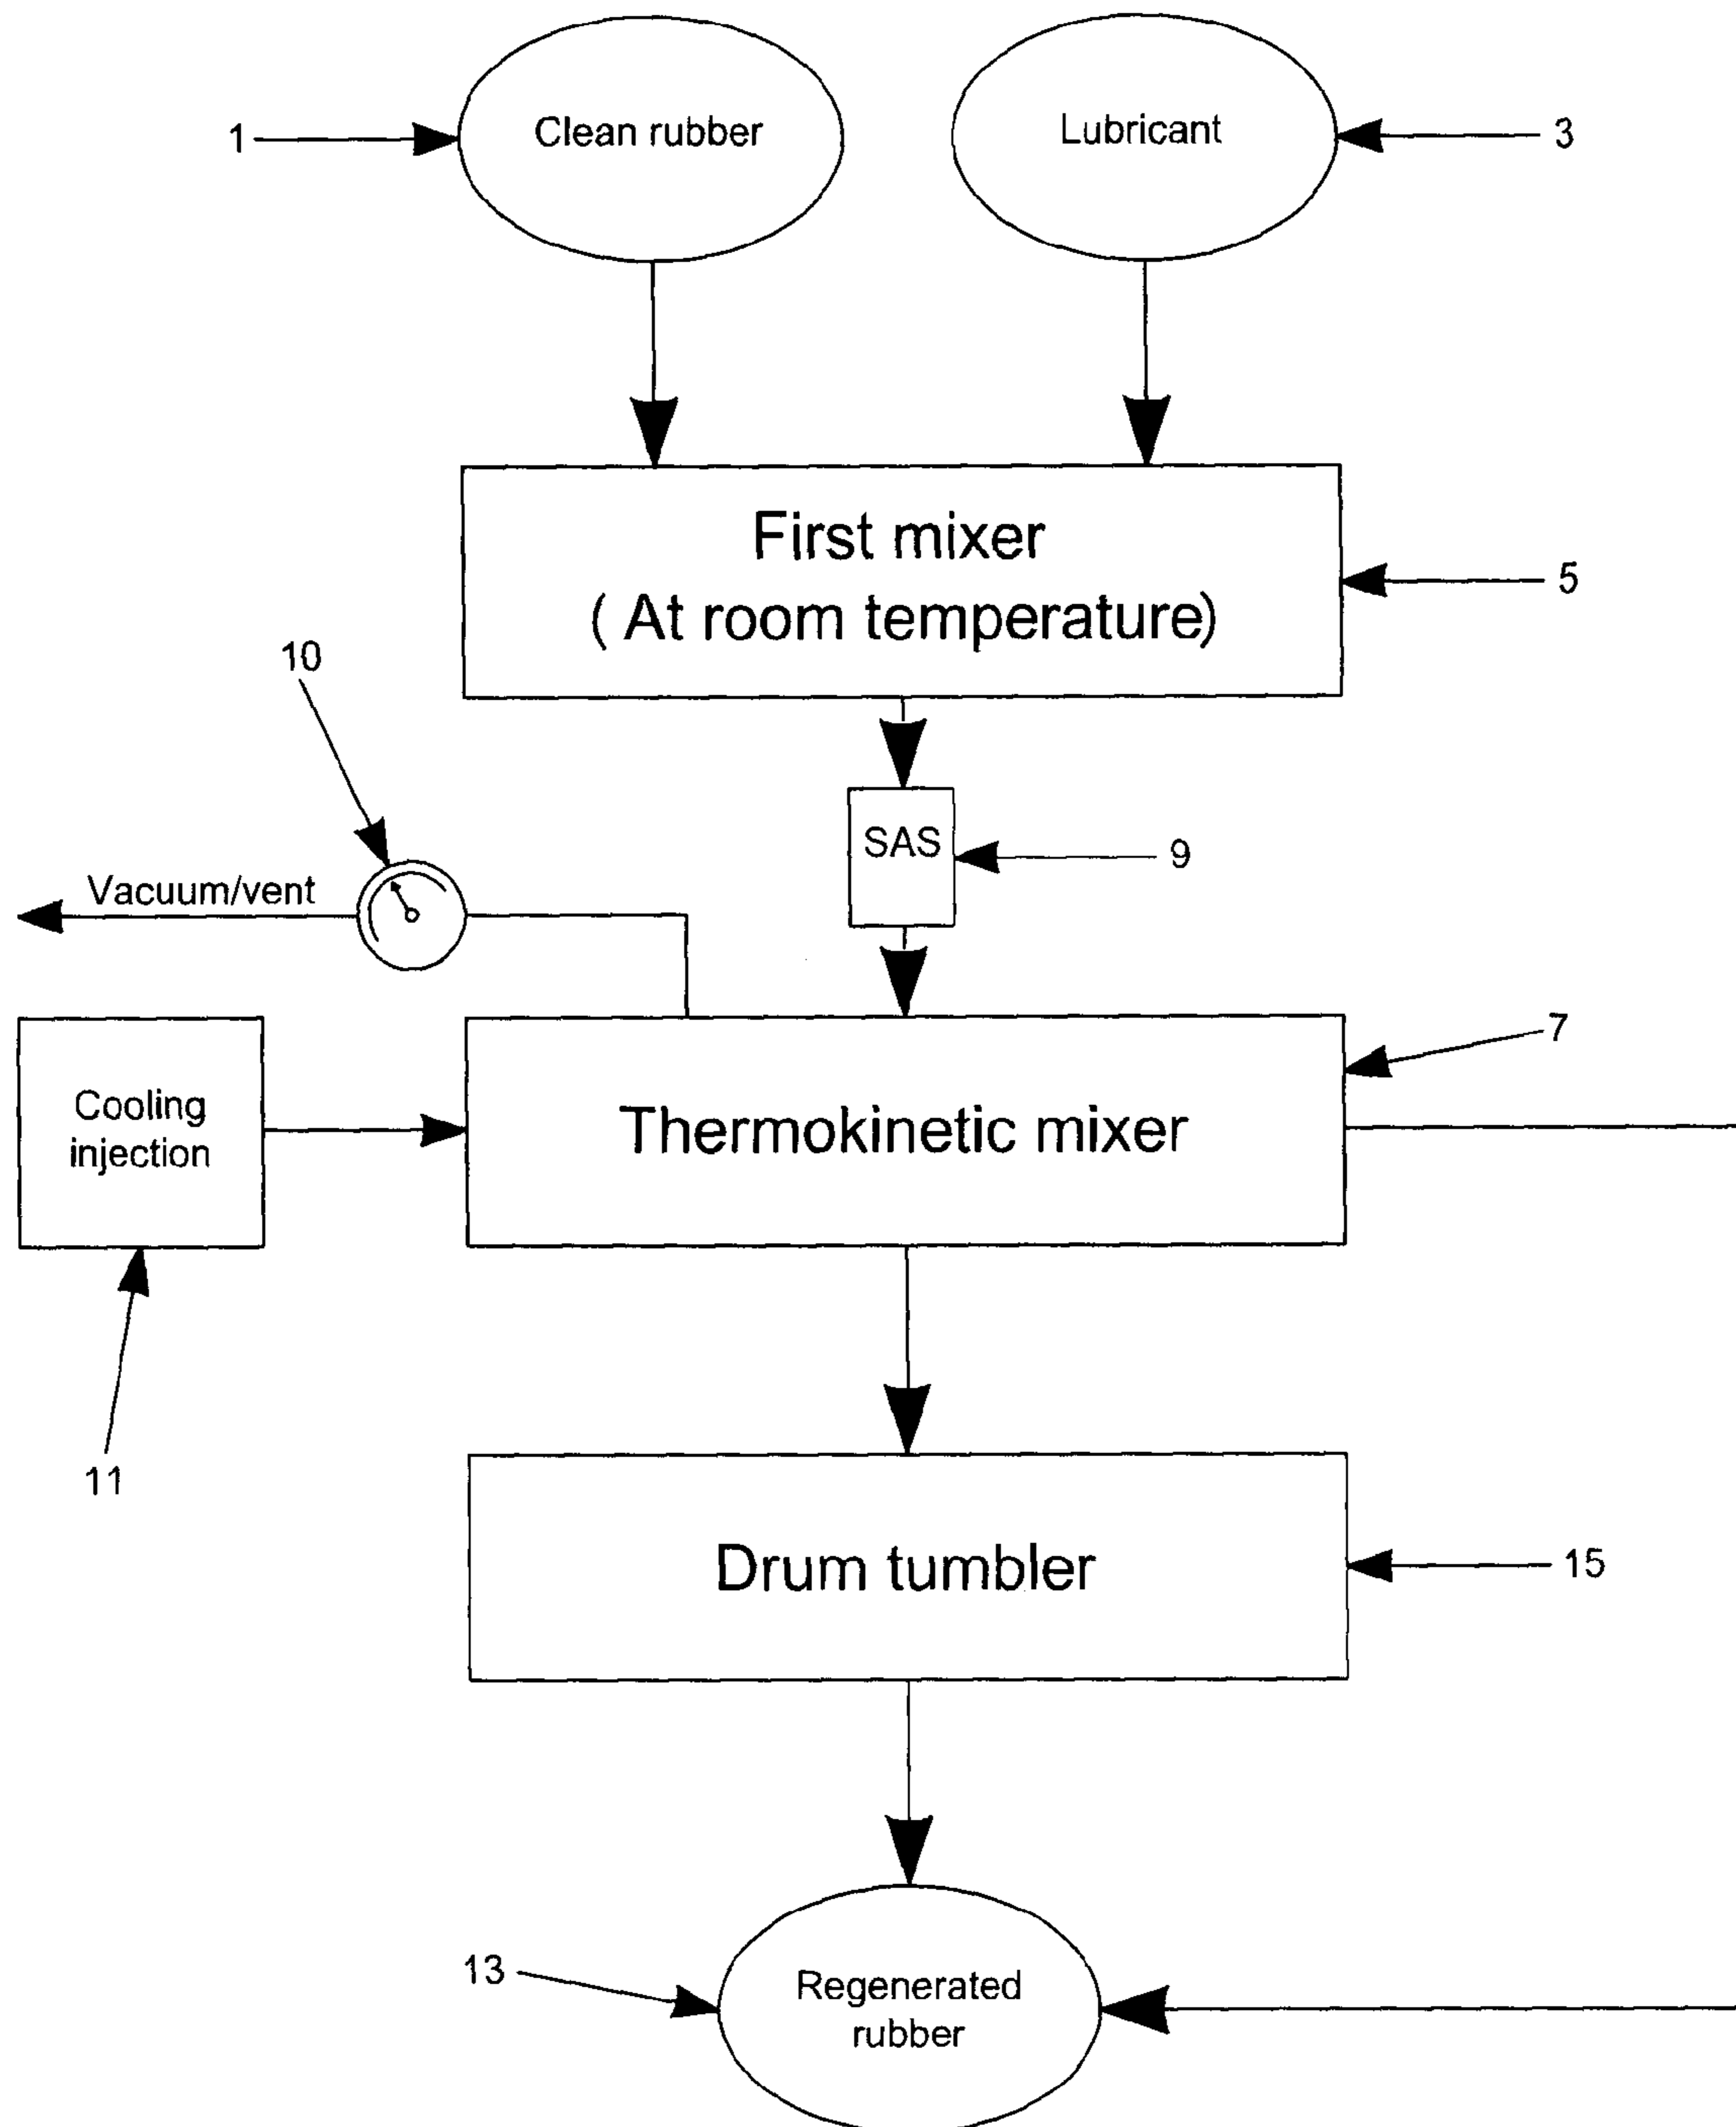 Clean rubber
Lubricant
1
3
First mixer
( At room temperature)
5
10
SAS
9
Vacuum/vent
7
Cooling
injection
Thermokinetic mixer
11
Drum tumbler
15
13
Regenerated
rubber